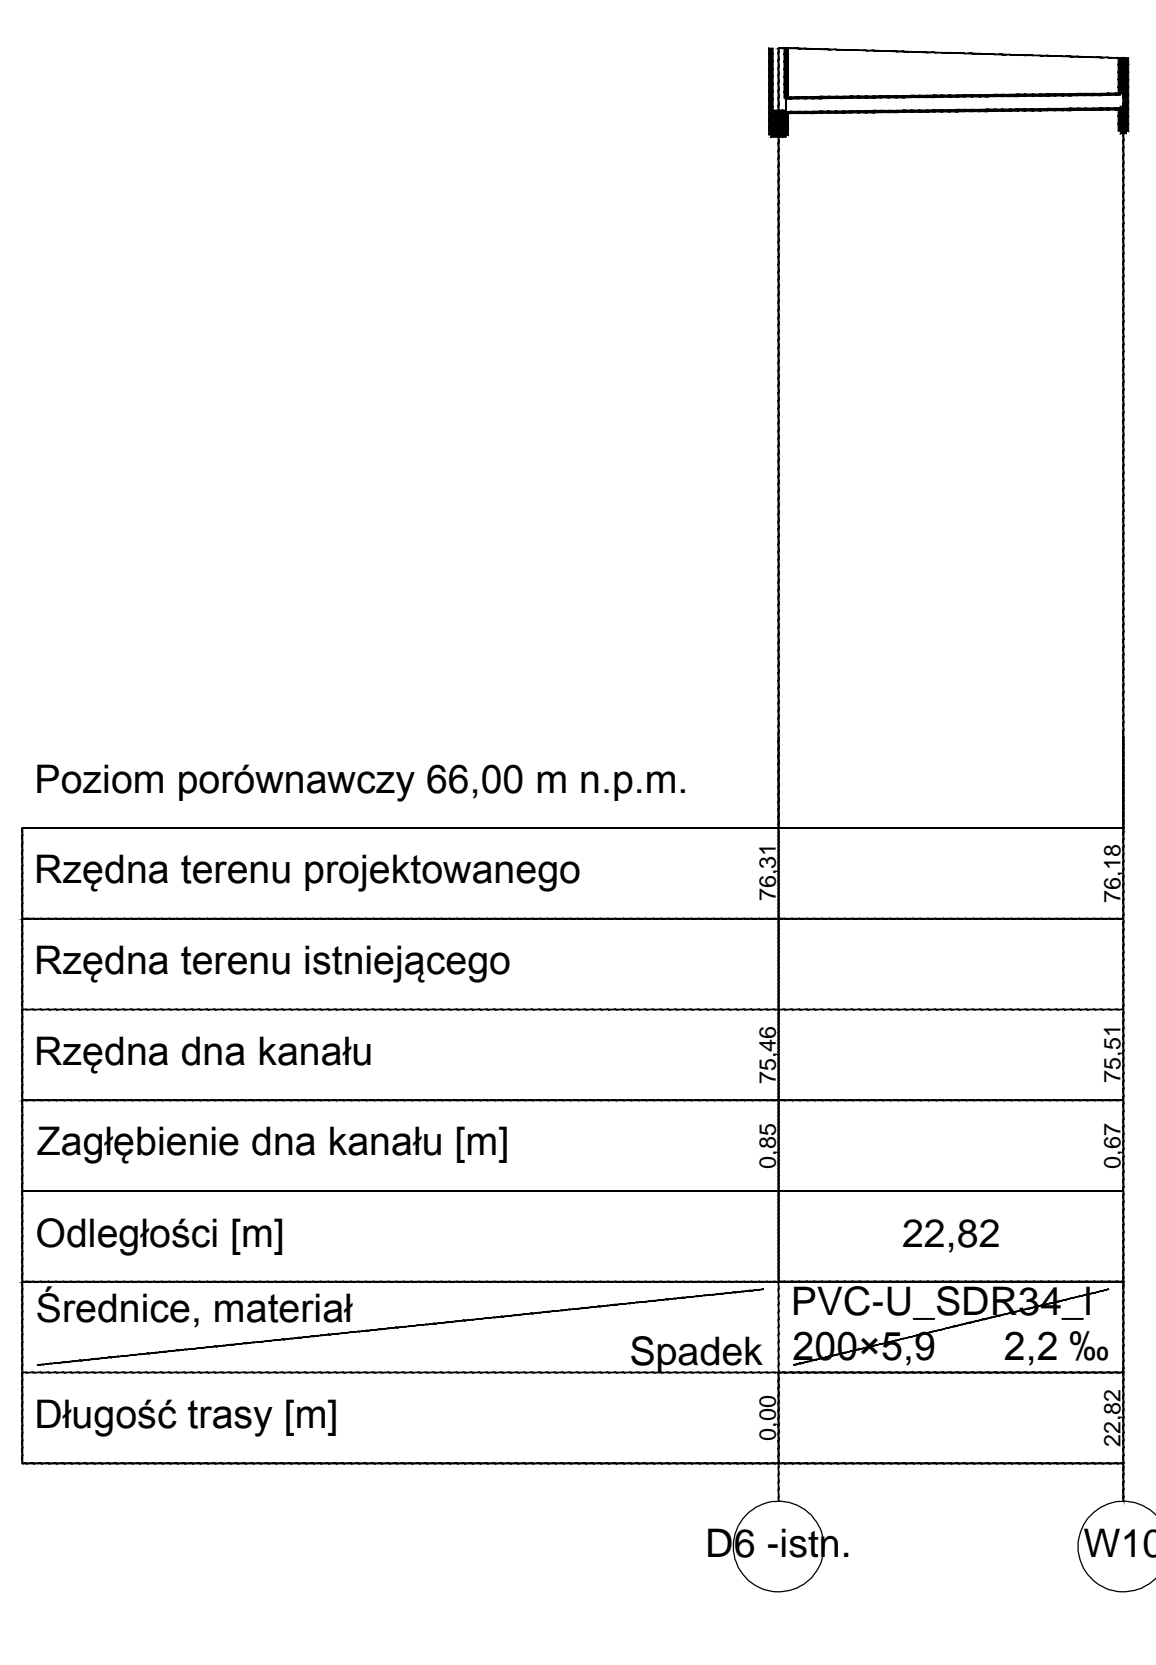 Poziom porównawczy 66,00 m n.p.m.
Rzędna terenu projektowanego 76,31 76,18
Rzędna terenu istniejącego
Rzędna dna kanału 75,46 75,51
Zagłębienie dna kanału [m] 0,85 0,67
Odległości [m] 22,82
Średnice, materiał PVC-U_SDR34_l
Spadek 200×5,9 2,2 ‰
Długość trasy [m] 0,00 22,82
D6 -istn. W10